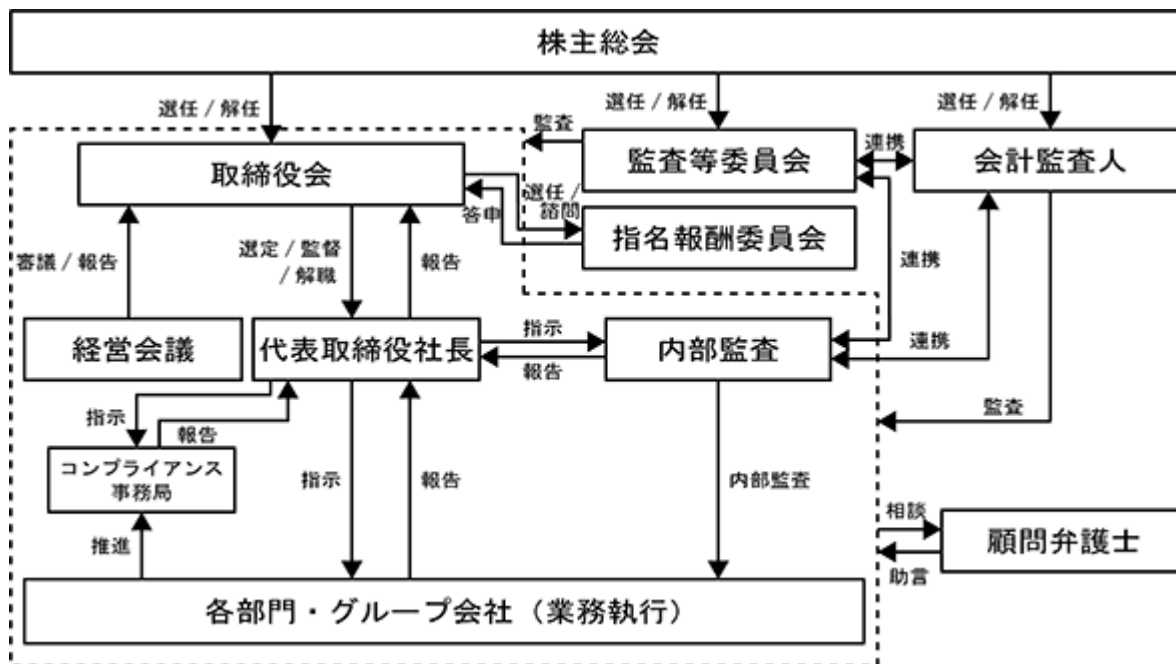 株主総会
選任 / 解任
選任 / 解任
選任 / 解任
監査
取締役会
監査等委員会
連携
会計監査人
選任 /
諮問
答申
指名報酬委員会
審議 / 報告
選定 / 監督
/ 解職
報告
連携
経営会議
代表取締役社長
指示
報告
内部監査
連携
指示
報告
監査
コンプライアンス
事務局
指示
報告
内部監査
推進
相談
助言
顧問弁護士
各部門・グループ会社（業務執行）